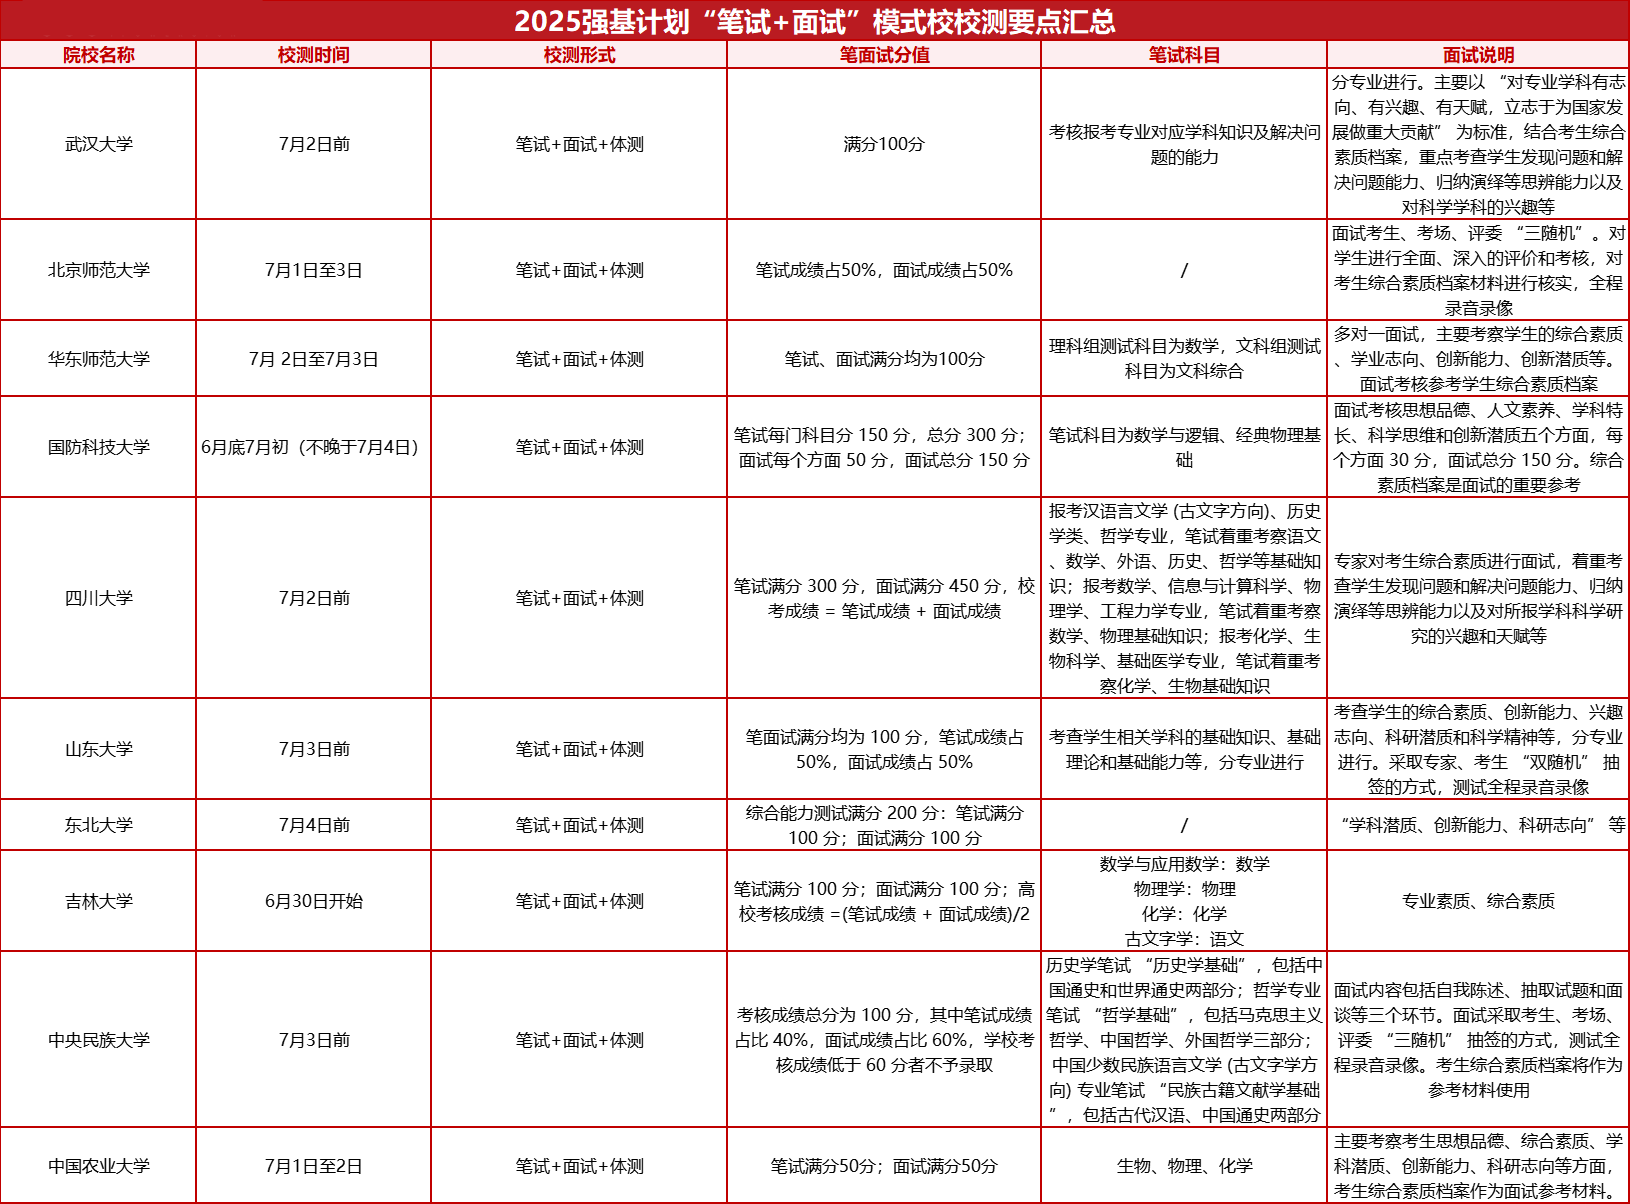 2025强基计划“笔试+面试”模式校校测要点汇总
院校名称
校测时间
校测形式
笔面试分值
笔试科目
面试说明
武汉大学
7月2日前
笔试+面试+体测
满分100分
考核报考专业对应学科知识及解决问
题的能力
分专业进行。主要以 “对专业学科有志
向、有兴趣、有天赋，立志于为国家发
展做重大贡献” 为标准，结合考生综合
素质档案，重点考查学生发现问题和解
决问题能力、归纳演绎等思辨能力以及
对科学学科的兴趣等
北京师范大学
7月1日至3日
笔试+面试+体测
笔试成绩占50%，面试成绩占50%
/
面试考生、考场、评委 “三随机”。对
学生进行全面、深入的评价和考核，对
考生综合素质档案材料进行核实，全程
录音录像
华东师范大学
7月 2日至7月3日
笔试+面试+体测
笔试、面试满分均为100分
理科组测试科目为数学，文科组测试
科目为文科综合
多对一面试，主要考察学生的综合素质
、学业志向、创新能力、创新潜质等。
面试考核参考学生综合素质档案
国防科技大学
6月底7月初（不晚于7月4日）
笔试+面试+体测
笔试每门科目分 150 分，总分 300 分；
面试每个方面 50 分，面试总分 150 分
笔试科目为数学与逻辑、经典物理基
础
面试考核思想品德、人文素养、学科特
长、科学思维和创新潜质五个方面，每
个方面 30 分，面试总分 150 分。综合
素质档案是面试的重要参考
四川大学
7月2日前
笔试+面试+体测
笔试满分 300 分，面试满分 450 分，校
考成绩 = 笔试成绩 + 面试成绩
报考汉语言文学 (古文字方向)、历史
学类、哲学专业，笔试着重考察语文
、数学、外语、历史、哲学等基础知
识；报考数学、信息与计算科学、物
理学、工程力学专业，笔试着重考察
数学、物理基础知识；报考化学、生
物科学、基础医学专业，笔试着重考
察化学、生物基础知识
专家对考生综合素质进行面试，着重考
查学生发现问题和解决问题能力、归纳
演绎等思辨能力以及对所报学科科学研
究的兴趣和天赋等
山东大学
7月3日前
笔试+面试+体测
笔面试满分均为 100 分，笔试成绩占
50%，面试成绩占 50%
考查学生相关学科的基础知识、基础
理论和基础能力等，分专业进行
考查学生的综合素质、创新能力、兴趣
志向、科研潜质和科学精神等，分专业
进行。采取专家、考生 “双随机” 抽
签的方式，测试全程录音录像
东北大学
7月4日前
笔试+面试+体测
综合能力测试满分 200 分：笔试满分
100 分；面试满分 100 分
/
“学科潜质、创新能力、科研志向” 等
吉林大学
6月30日开始
笔试+面试+体测
笔试满分 100 分；面试满分 100 分；高
校考核成绩 =(笔试成绩 + 面试成绩)/2
数学与应用数学：数学
物理学：物理
化学：化学
古文字学：语文
专业素质、综合素质
中央民族大学
7月3日前
笔试+面试+体测
考核成绩总分为 100 分，其中笔试成绩
占比 40%，面试成绩占比 60%，学校考
核成绩低于 60 分者不予录取
历史学笔试 “历史学基础”，包括中
国通史和世界通史两部分；哲学专业
笔试 “哲学基础”，包括马克思主义
哲学、中国哲学、外国哲学三部分；
中国少数民族语言文学 (古文字学方
向) 专业笔试 “民族古籍文献学基础
”，包括古代汉语、中国通史两部分
面试内容包括自我陈述、抽取试题和面
谈等三个环节。面试采取考生、考场、
评委 “三随机” 抽签的方式，测试全
程录音录像。考生综合素质档案将作为
参考材料使用
中国农业大学
7月1日至2日
笔试+面试+体测
笔试满分50分；面试满分50分
生物、物理、化学
主要考察考生思想品德、综合素质、学
科潜质、创新能力、科研志向等方面，
考生综合素质档案作为面试参考材料。